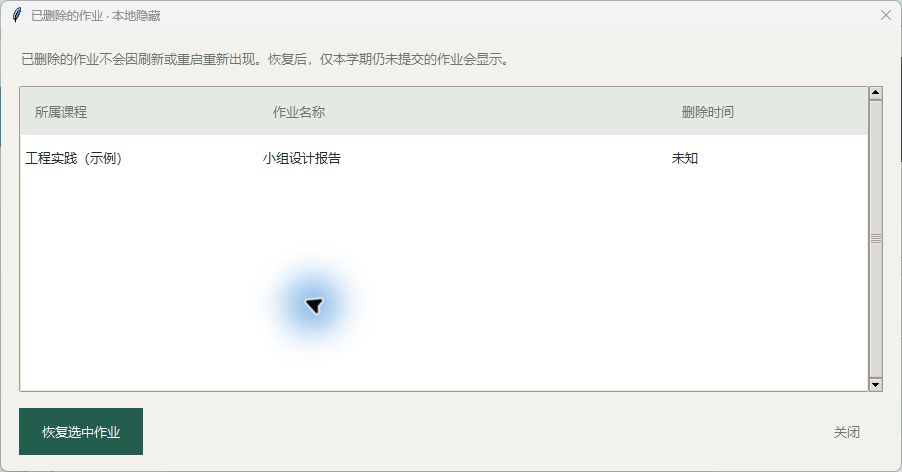 已删除的作业 · 本地隐藏
已删除的作业不会因刷新或重启重新出现。恢复后，仅本学期仍未提交的作业会显示。
所属课程 作业名称 删除时间
工程实践（示例） 小组设计报告 未知
恢复选中作业 关闭